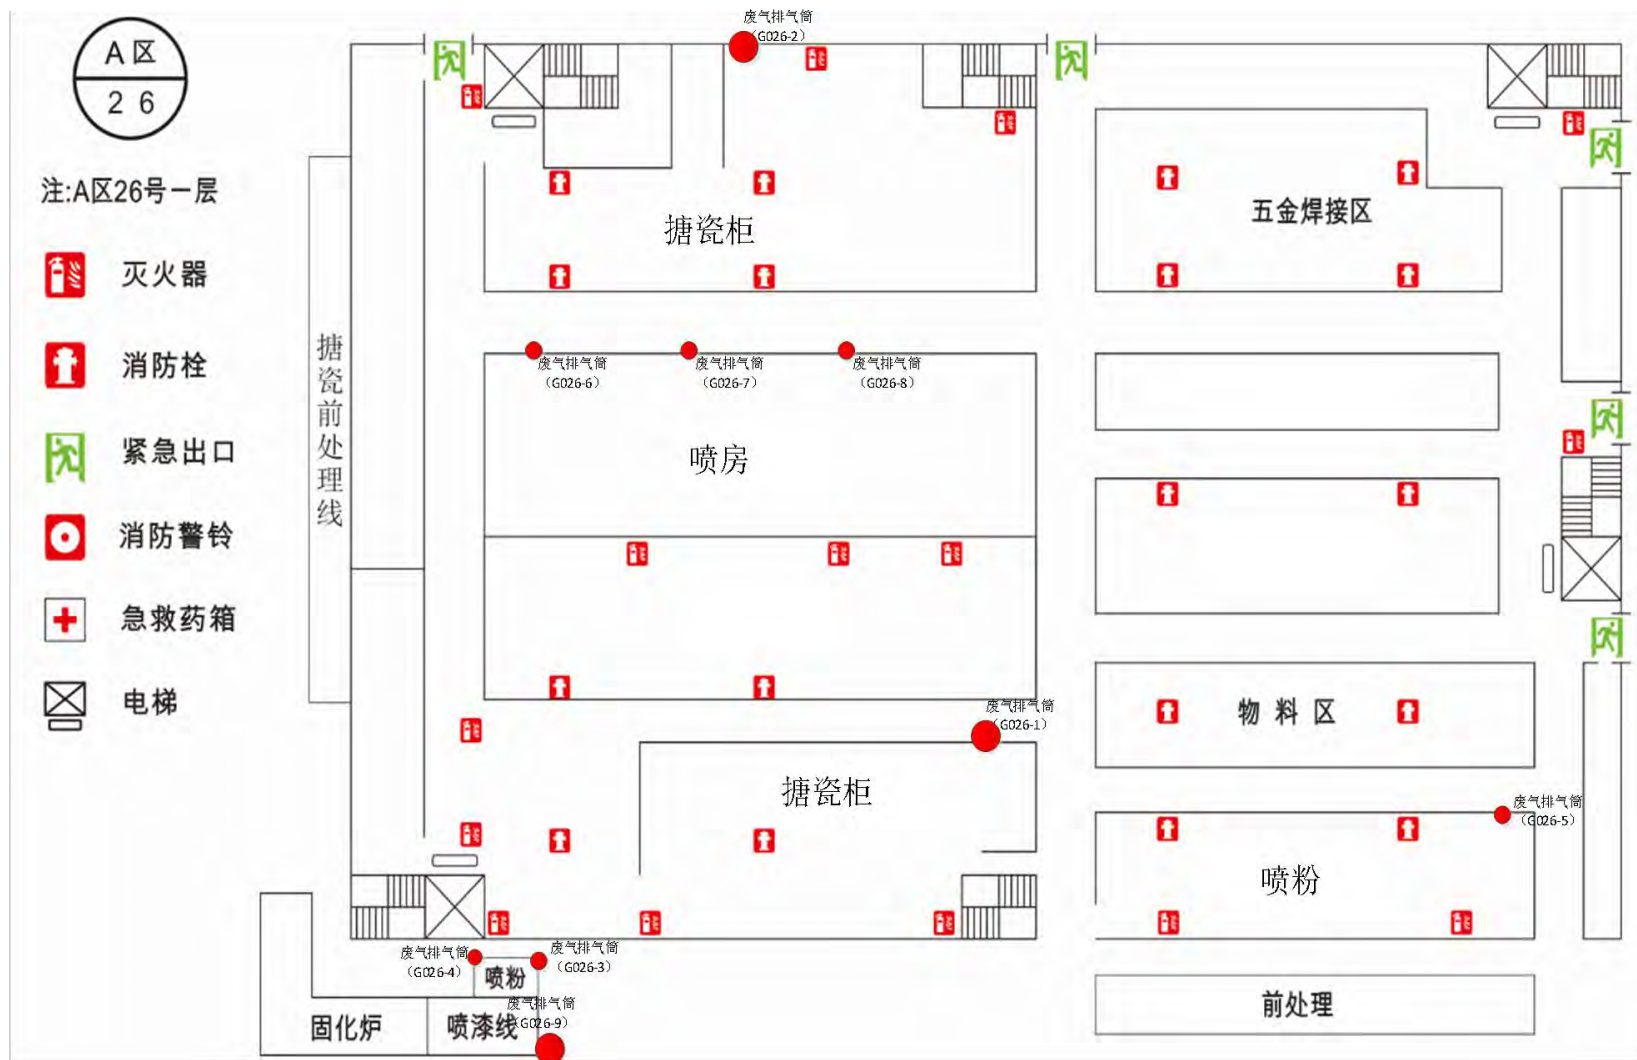 A区
26
注:A区26号一层
灭火器
消防栓
紧急出口
消防警铃
急救药箱
电梯
搪瓷前处理线
废气排气筒
（G026-2）
搪瓷柜
五金焊接区
废气排气筒
（G026-6）
废气排气筒
（G026-7）
废气排气筒
（G026-8）
喷房
废气排气筒
（G026-1）
搪瓷柜
物料区
废气排气筒
（G026-5）
喷粉
废气排气筒
（G026-4）
废气排气筒
（G026-3）
喷粉
废气排气筒
（G026-9）
固化炉
喷漆线
前处理